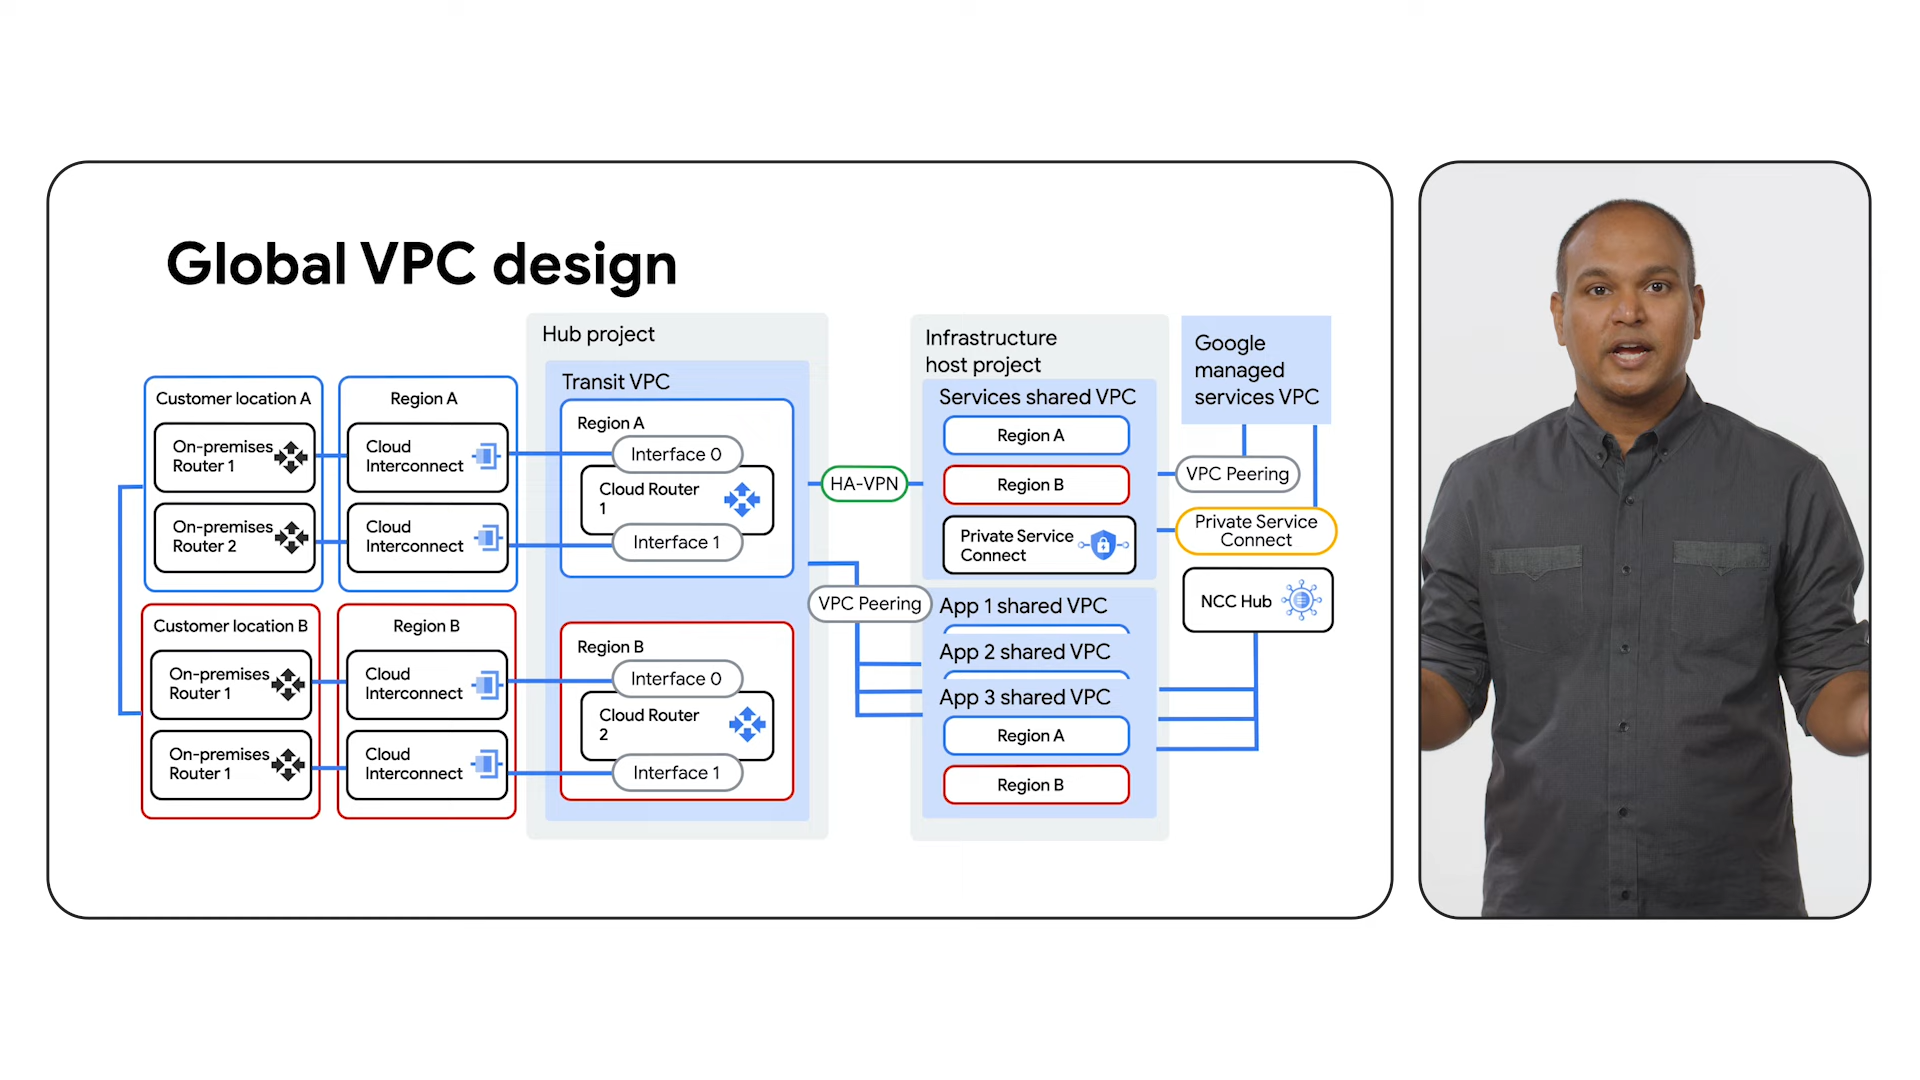 Global VPC design
Customer location A
On-premises
Router 1
On-premises
Router 2
Region A
Cloud
Interconnect
Cloud
Interconnect
Customer location B
On-premises
Router 1
On-premises
Router 1
Region B
Cloud
Interconnect
Cloud
Interconnect
Hub project
Transit VPC
Region A
Interface 0
Cloud Router
1
Interface 1
Region B
Interface 0
Cloud Router
2
Interface 1
HA-VPN
VPC Peering
Infrastructure
host project
Services shared VPC
Region A
Region B
Private Service
Connect
App 1 shared VPC
App 2 shared VPC
App 3 shared VPC
Region A
Region B
Google
managed
services VPC
VPC Peering
Private Service
Connect
NCC Hub